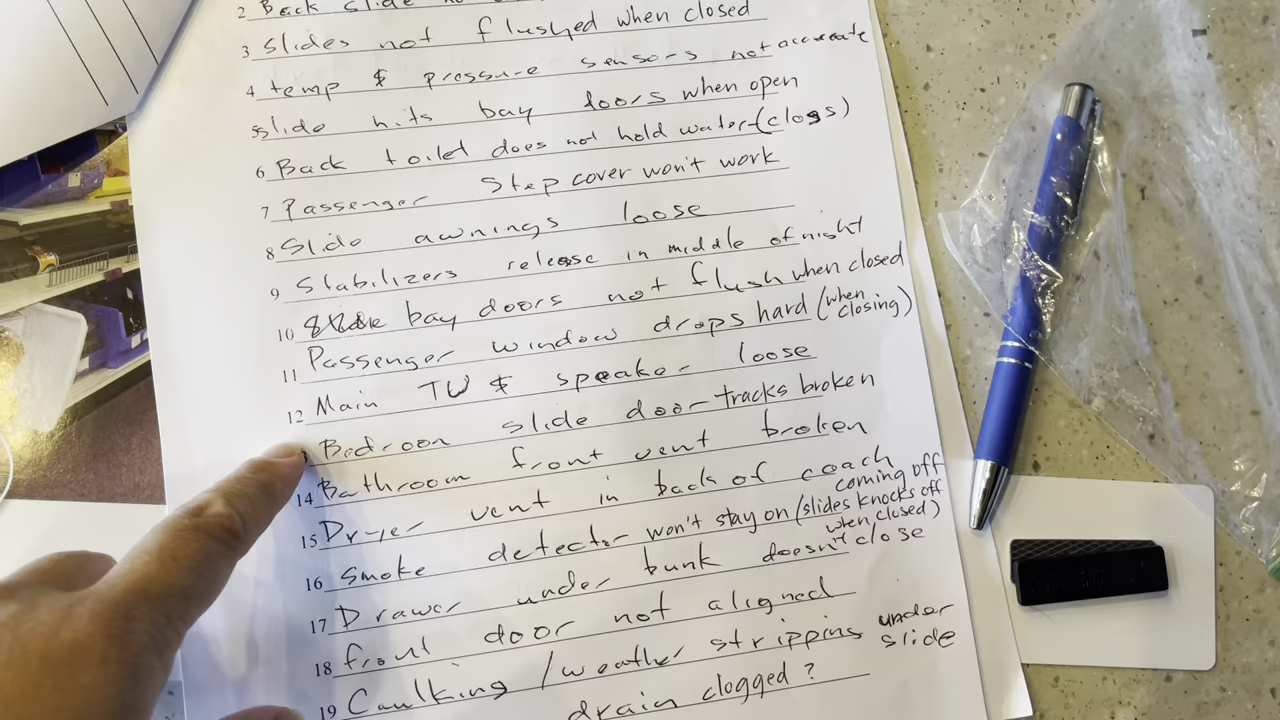 2 Back slide
3 slides not flushed when closed
4 temp & pressure sensors not accureate
5 slide hits bay doors when open
6 Back toilet does not hold water (clogs)
7 Passenger Step cover won't work
8 Slide awnings loose
9 Stabilizers release in middle of night
10 bay doors not flush when closed
11 Passenger window drops hard (when closing)
12 Main TV & speaker loose
13 Bedroon slide door tracks broken
14 Bathroom front vent broken
15 Dryer vent in back of coach coming off
16 smoke detector won't stay on (slides knocks off when closed)
17 Drawer under bunk doesn't close
18 front door not aligned
19 Caulking / weather stripping under slide
drain clogged ?